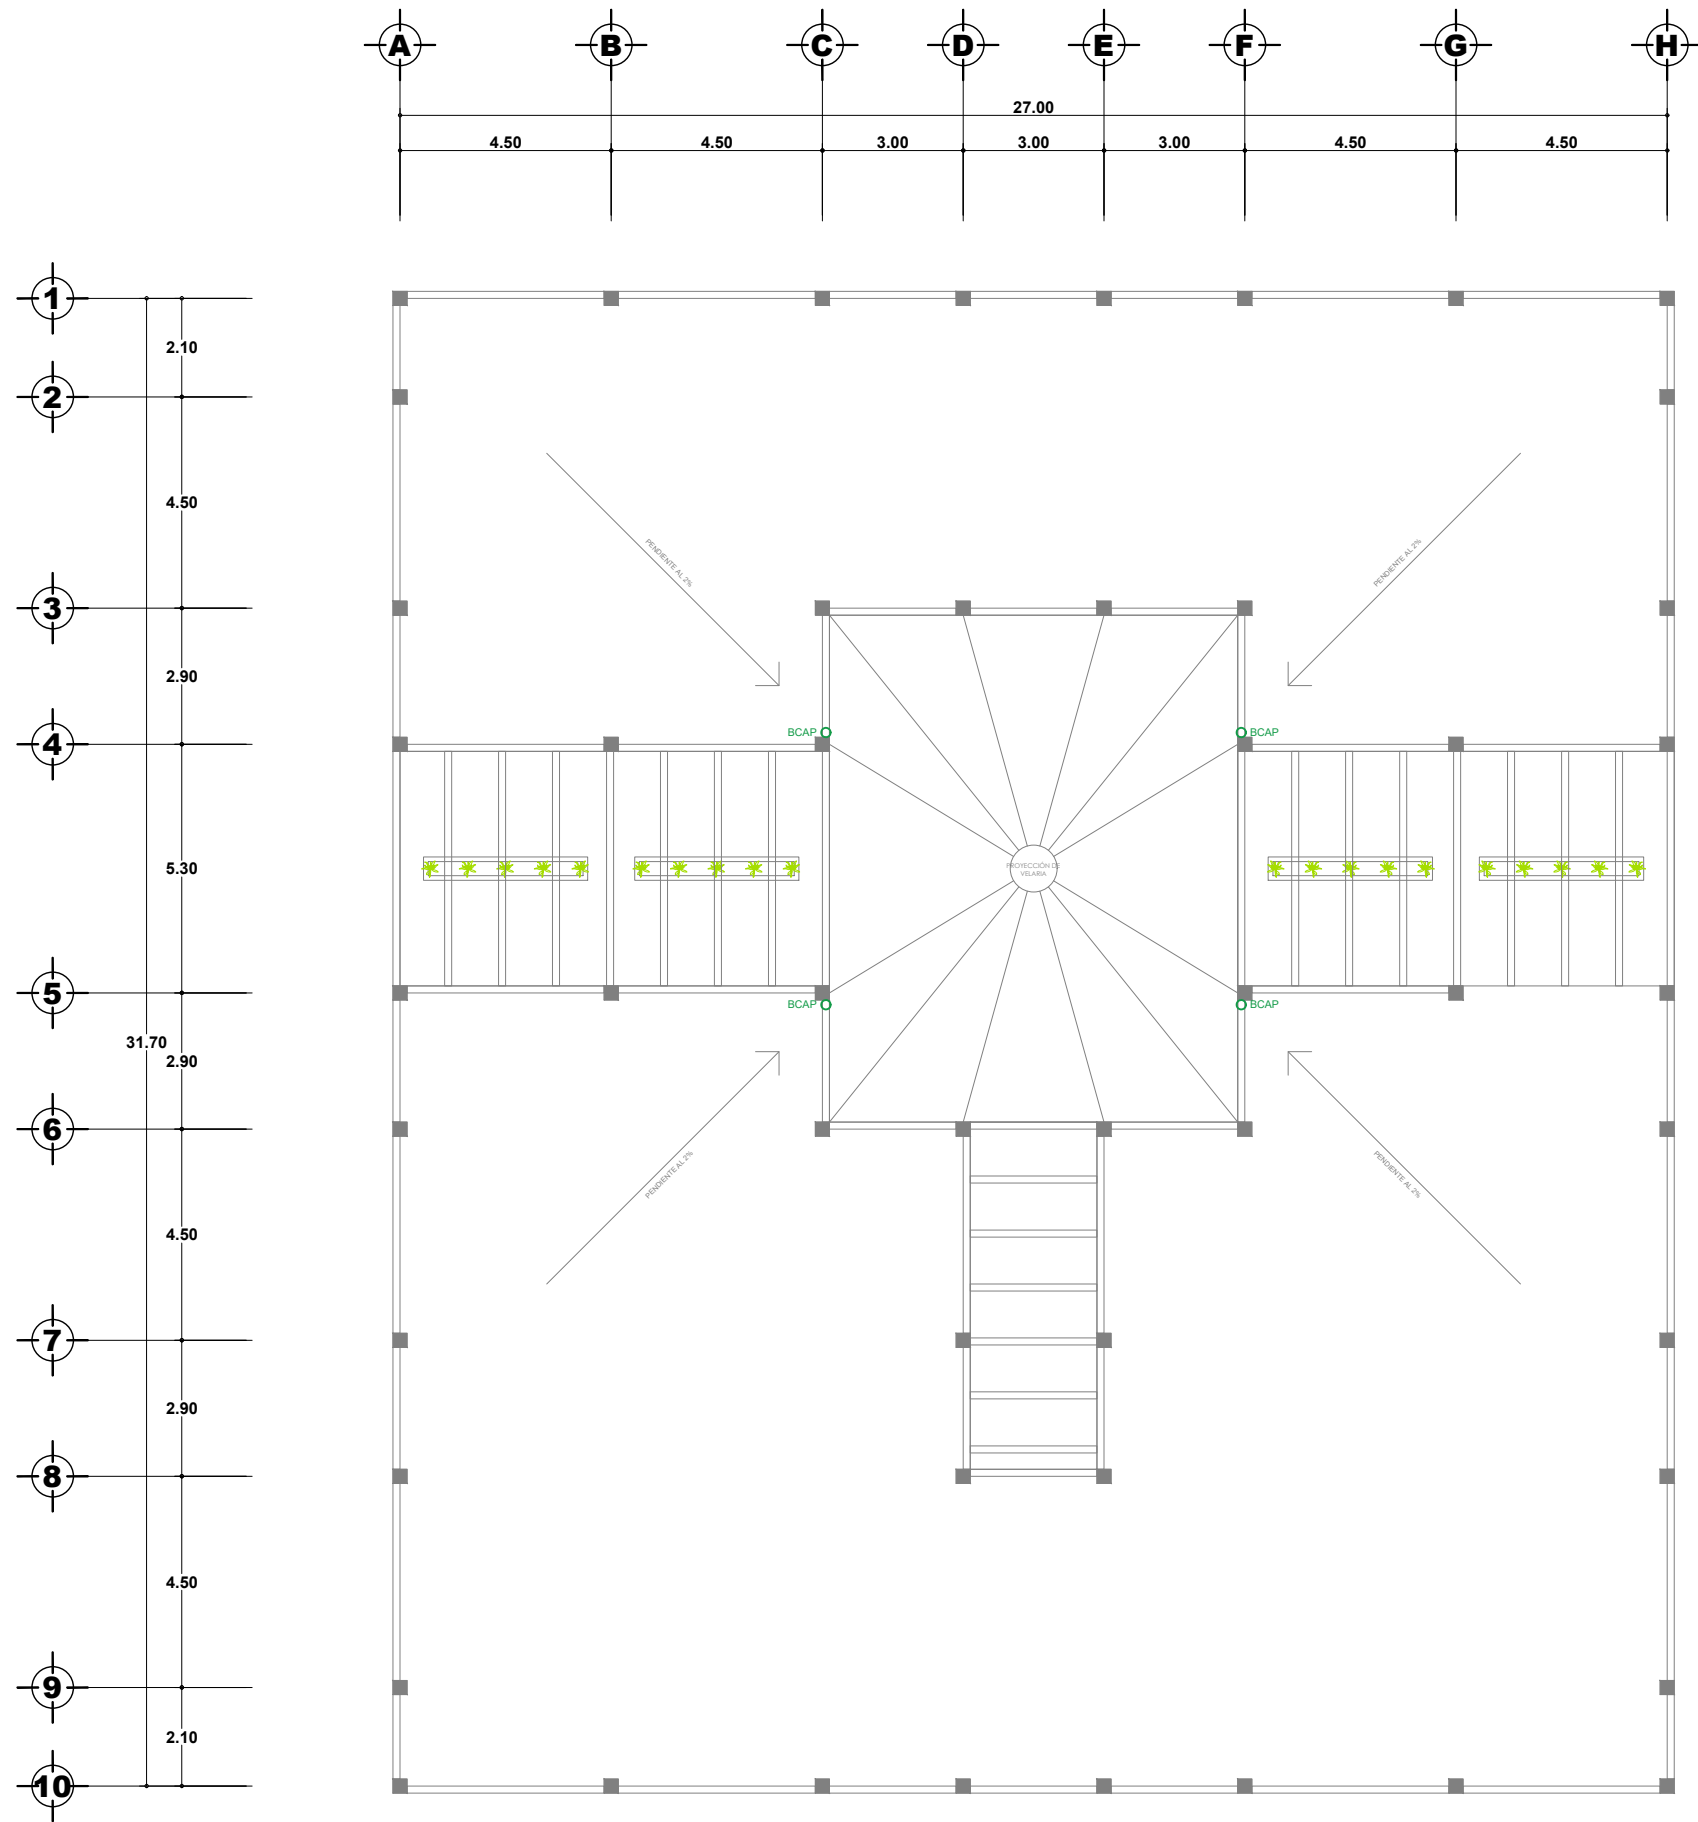 A B C D E F G H
27.00
4.50 4.50 3.00 3.00 3.00 4.50 4.50
1
2.10
2
4.50
PENDIENTE AL 2%
PENDIENTE AL 2%
3
2.90
BCAP
BCAP
4
5.30
PROYECCIÓN DE
VELARIA
5
BCAP
BCAP
31.70
2.90
6
PENDIENTE AL 2%
PENDIENTE AL 2%
4.50
7
2.90
8
4.50
9
2.10
10